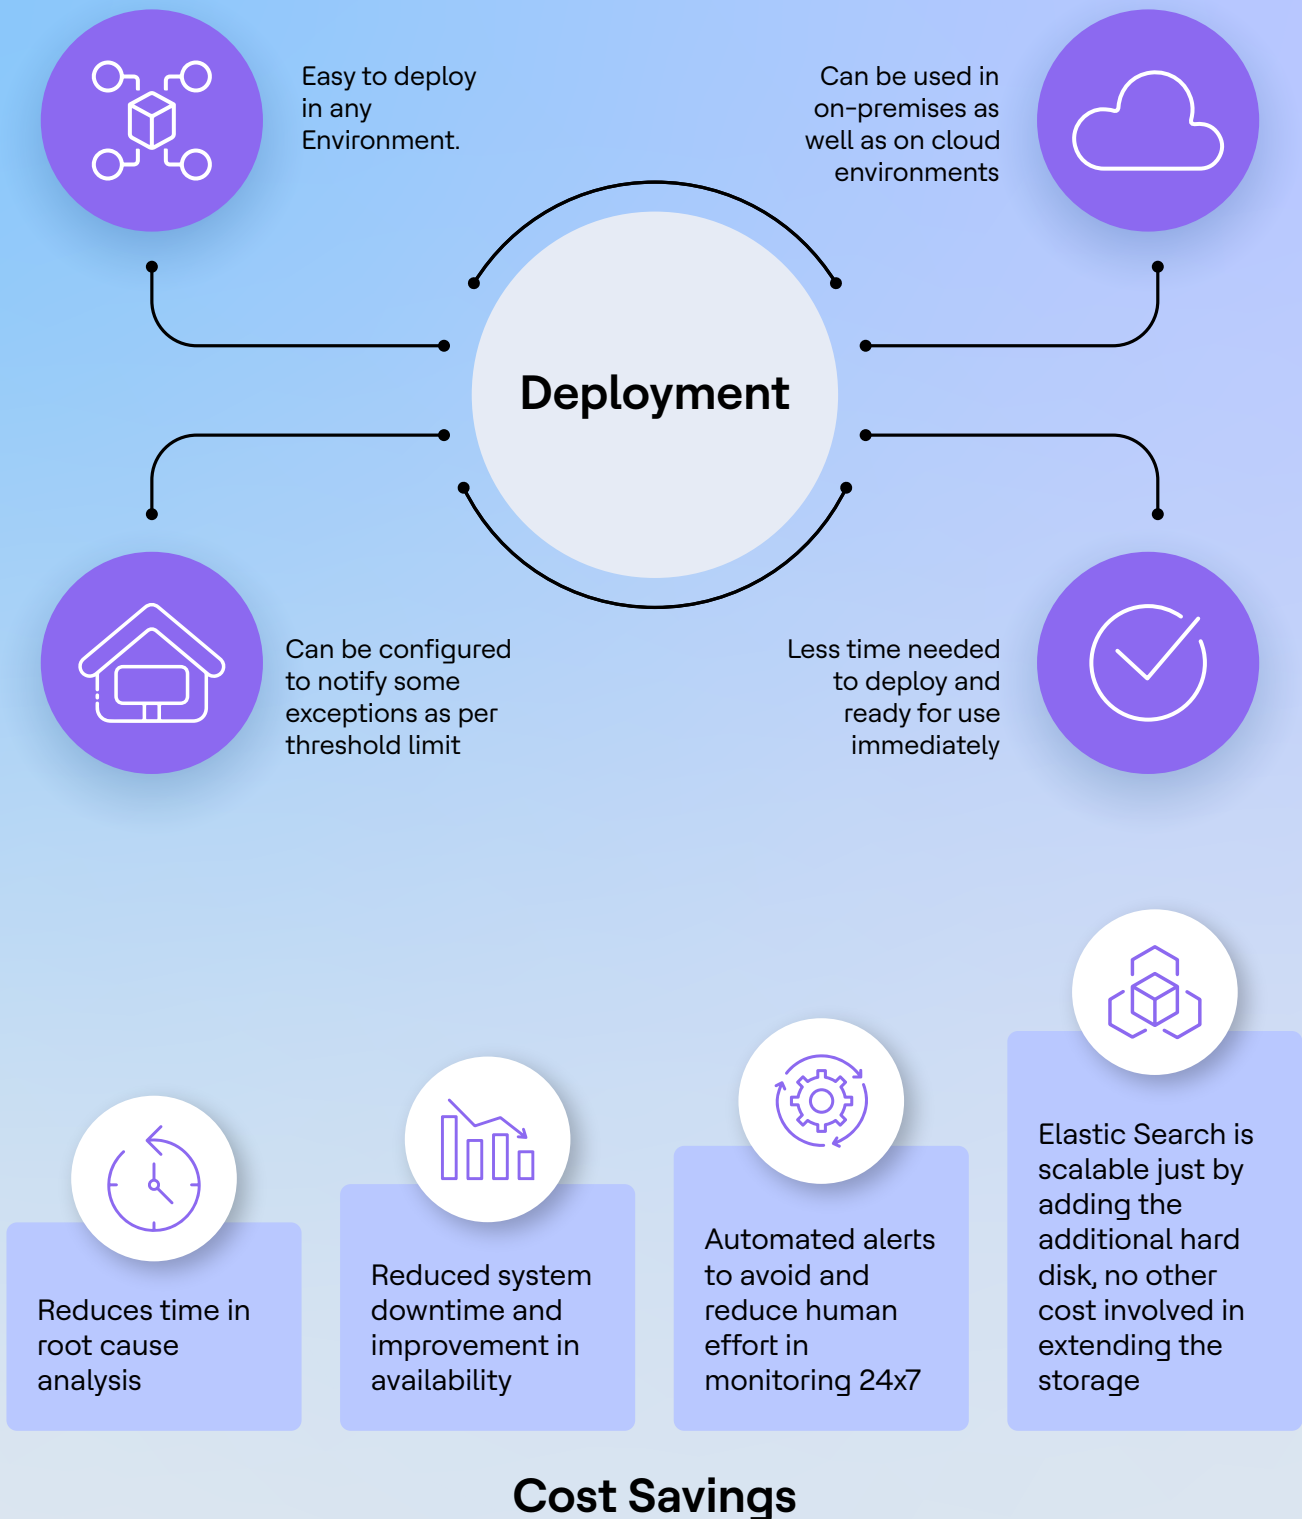 Easy to deploy
in any
Environment.
Can be used in
on-premises as
well as on cloud
environments
Deployment
Can be configured
to notify some
exceptions as per
threshold limit
Less time needed
to deploy and
ready for use
immediately
Reduces time in
root cause
analysis
Reduced system
downtime and
improvement in
availability
Automated alerts
to avoid and
reduce human
effort in
monitoring 24x7
Elastic Search is
scalable just by
adding the
additional hard
disk, no other
cost involved in
extending the
storage
Cost Savings